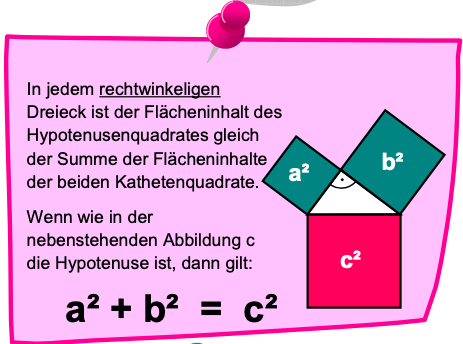 In jedem rechtwinkeligen
Dreieck ist der Flächeninhalt des
Hypotenusenquadrates gleich
der Summe der Flächeninhalte
der beiden Kathetenquadrate.
a²
b²
c²
Wenn wie in der
nebenstehenden Abbildung c
die Hypotenuse ist, dann gilt:
a² + b² = c²